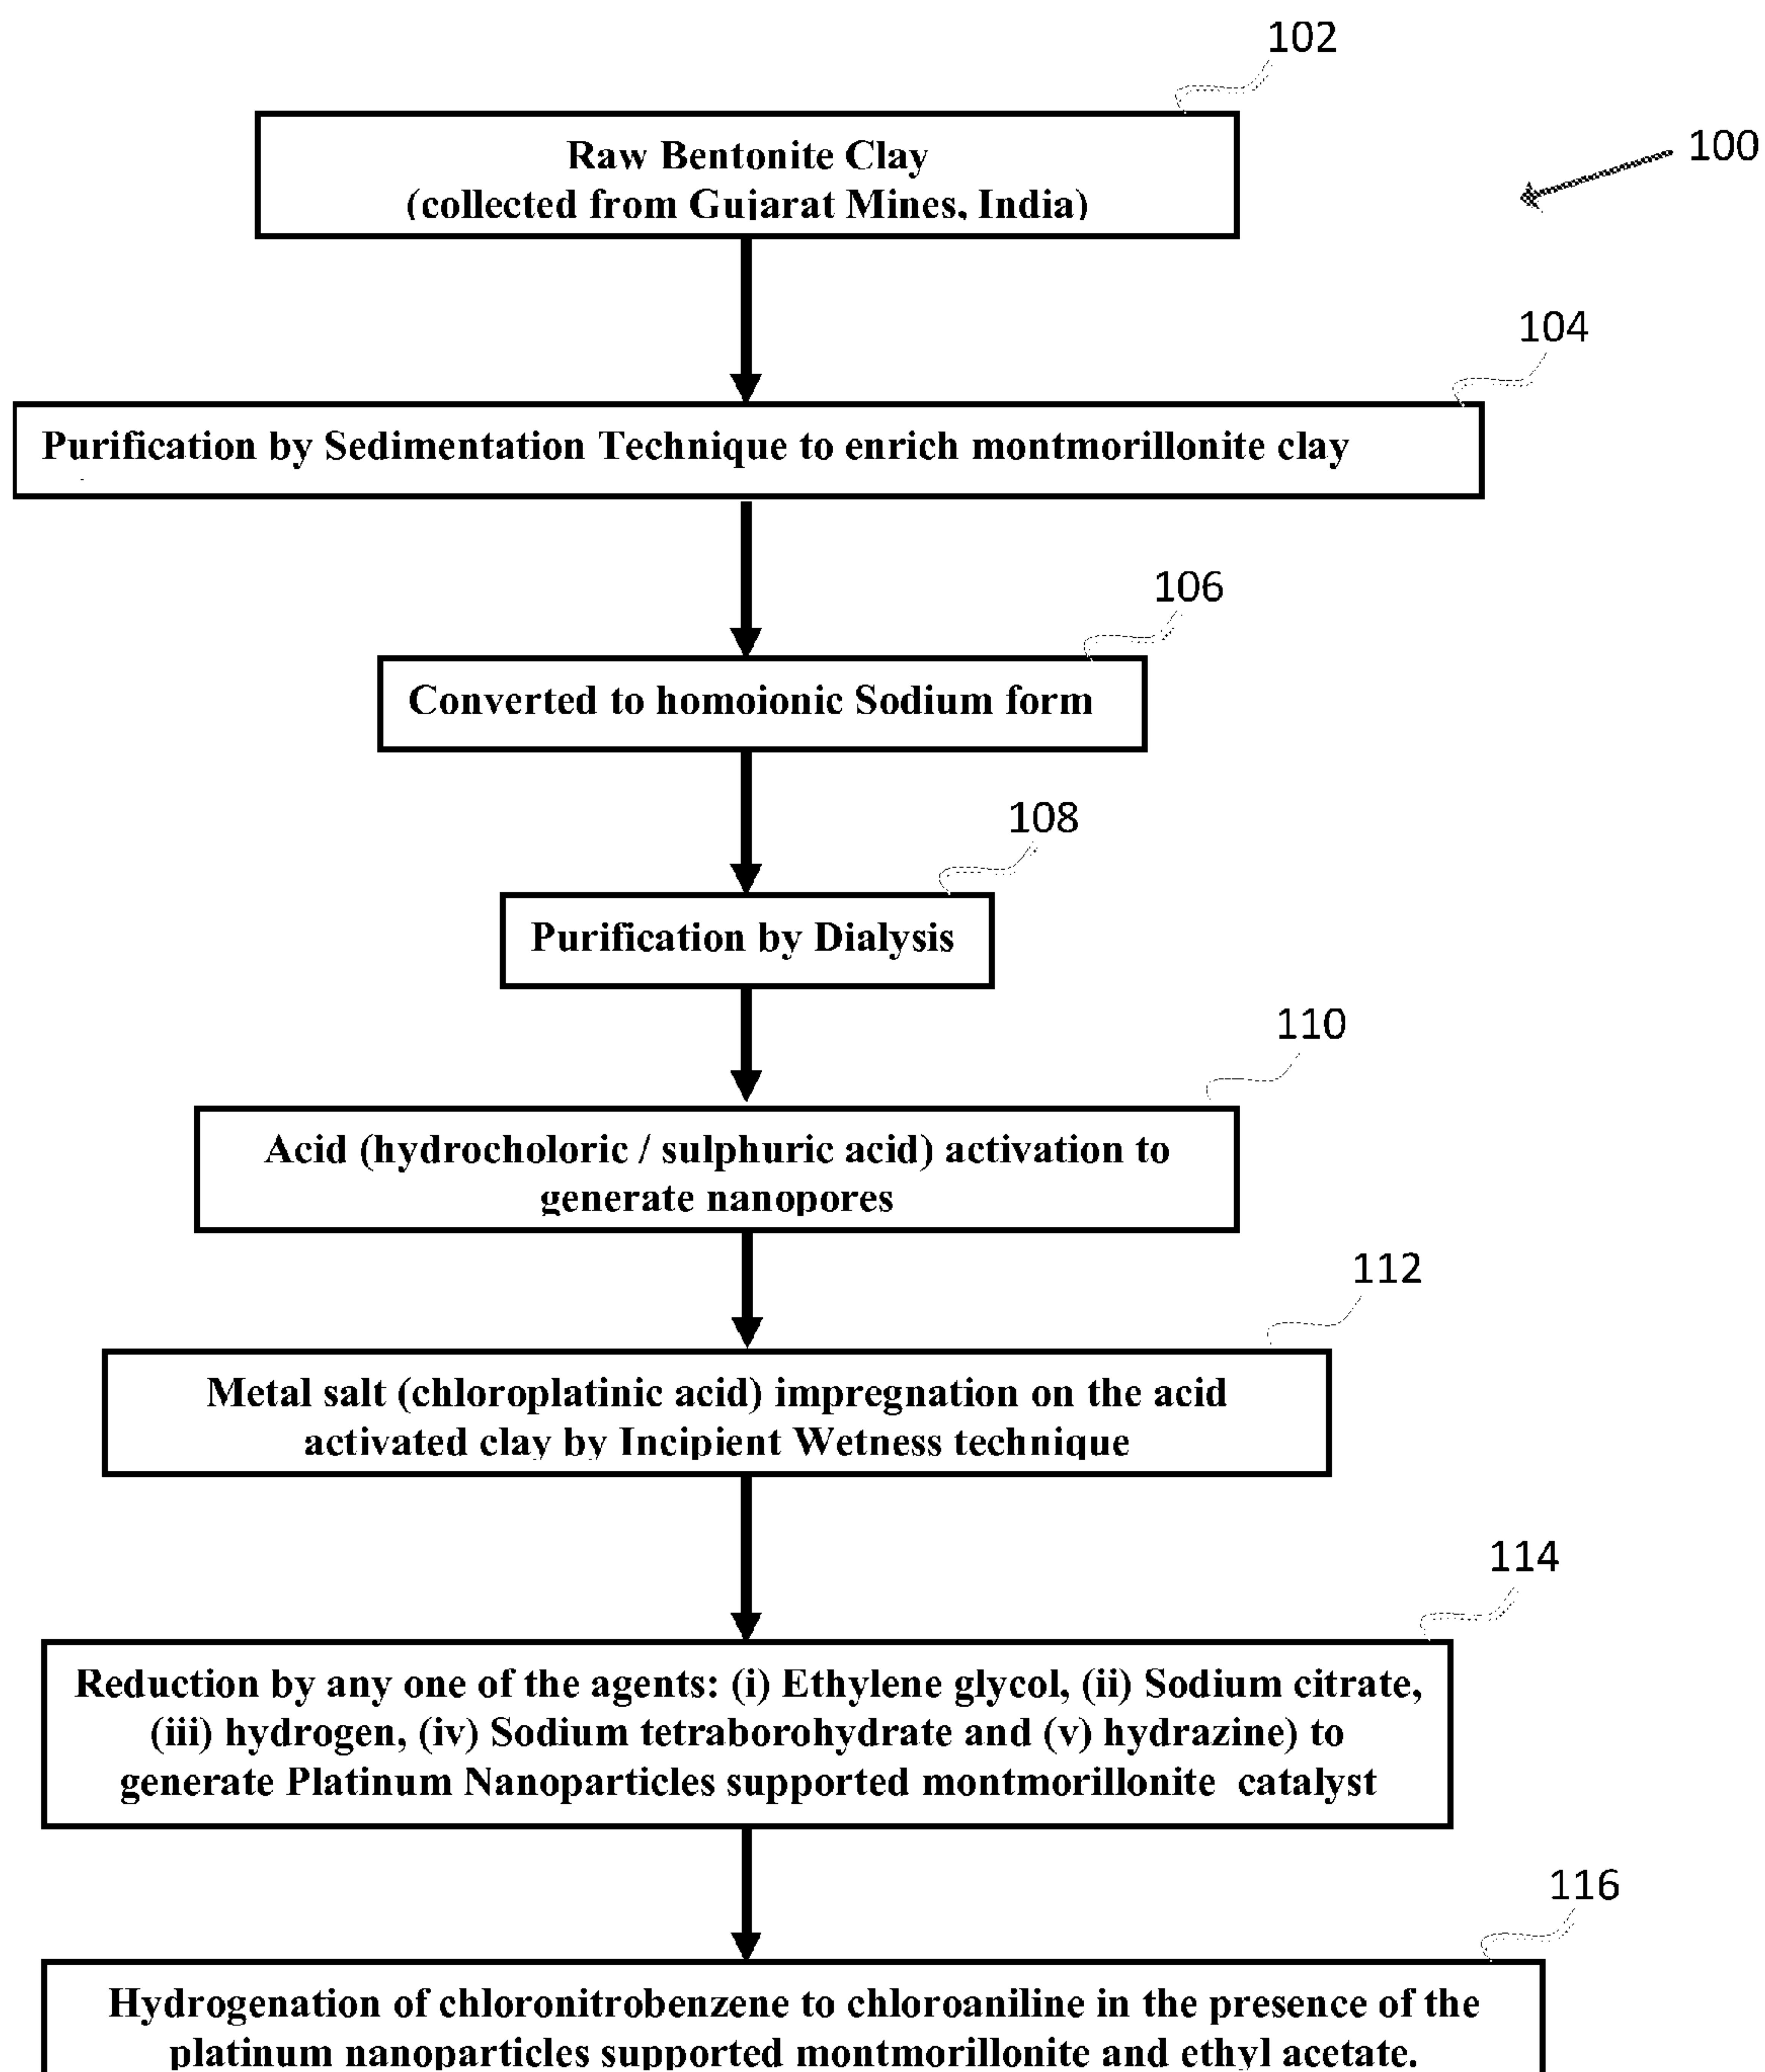 102
100
Raw Bentonite Clay
(collected from Gujarat Mines, India)
104
Purification by Sedimentation Technique to enrich montmorillonite clay
106
Converted to homoionic Sodium form
108
Purification by Dialysis
110
Acid (hydrocholoric / sulphuric acid) activation to
generate nanopores
112
Metal salt (chloroplatinic acid) impregnation on the acid
activated clay by Incipient Wetness technique
114
Reduction by any one of the agents: (i) Ethylene glycol, (ii) Sodium citrate,
(iii) hydrogen, (iv) Sodium tetraborohydrate and (v) hydrazine) to
generate Platinum Nanoparticles supported montmorillonite catalyst
116
Hydrogenation of chloronitrobenzene to chloroaniline in the presence of the
platinum nanoparticles supported montmorillonite and ethyl acetate.